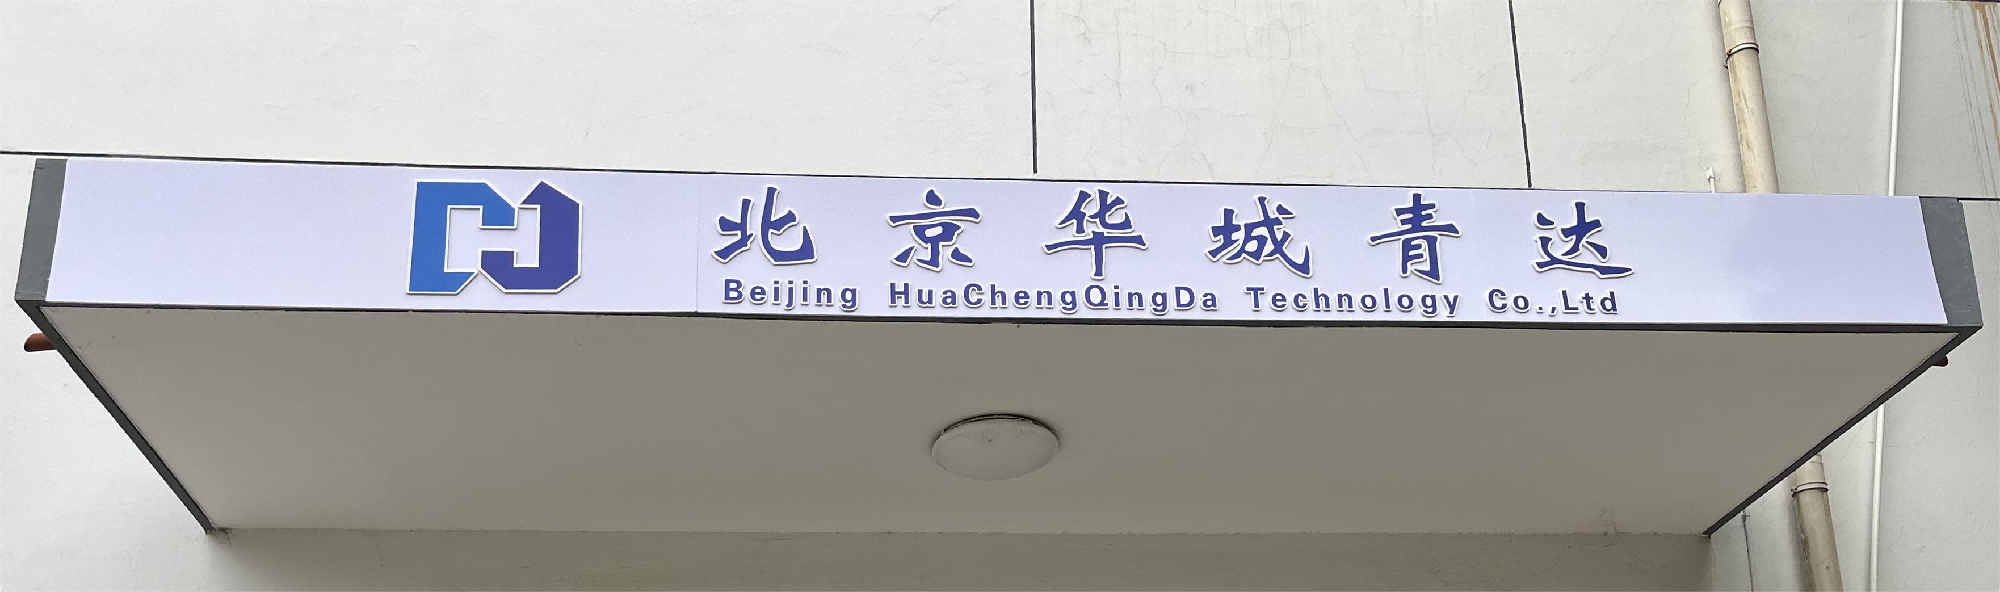 北京华城青达
Beijing HuaChengQingDa Technology Co.,Ltd